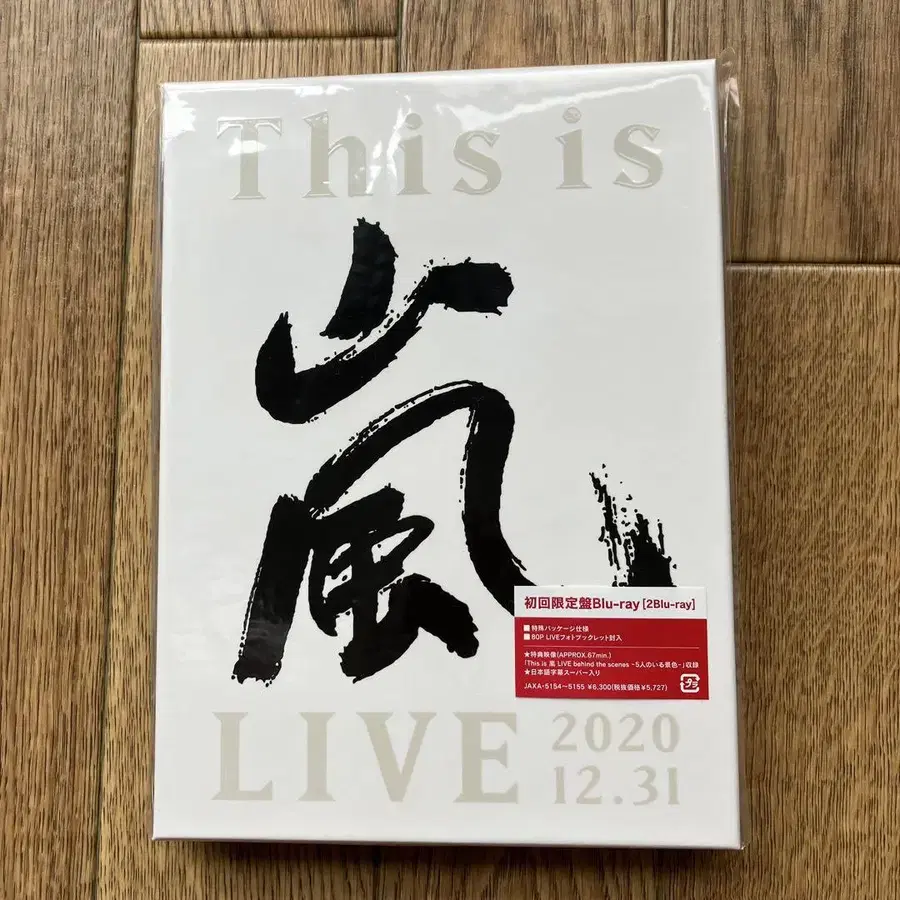 This is
嵐
LIVE
2020
12.31
初回限定盤Blu-ray [2Blu-ray]
■特殊パッケージ仕様
■80P LIVEフォトブックレット封入
★特典映像(APPROX.67min.)
「This is 嵐 LIVE behind the scenes ~5人のいる景色~」収録
★日本語字幕スーパー入り
JAXA・5154~5155 ¥6,300(税抜価格¥5,727)
プラ